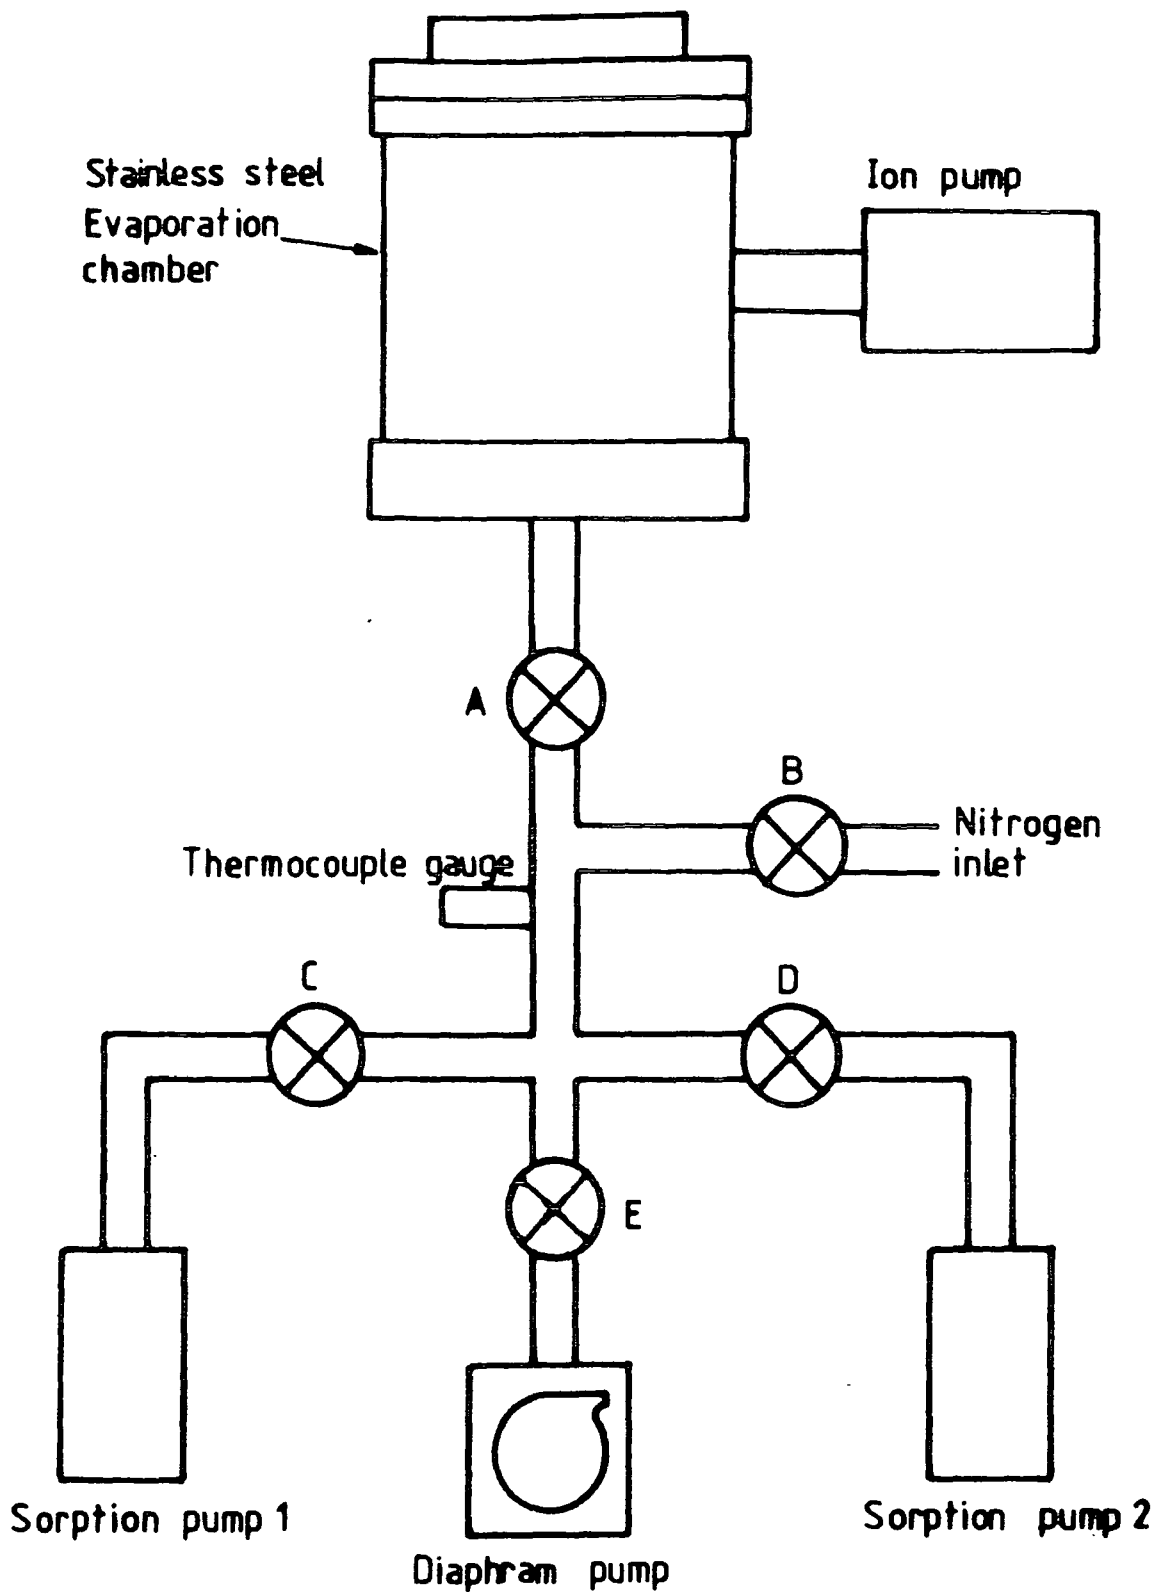 Stainless steel
Evaporation
chamber
Ion pump
A
B
Nitrogen
inlet
Thermocouple gauge
C
D
E
Sorption pump 1
Sorption pump 2
Diaphram pump